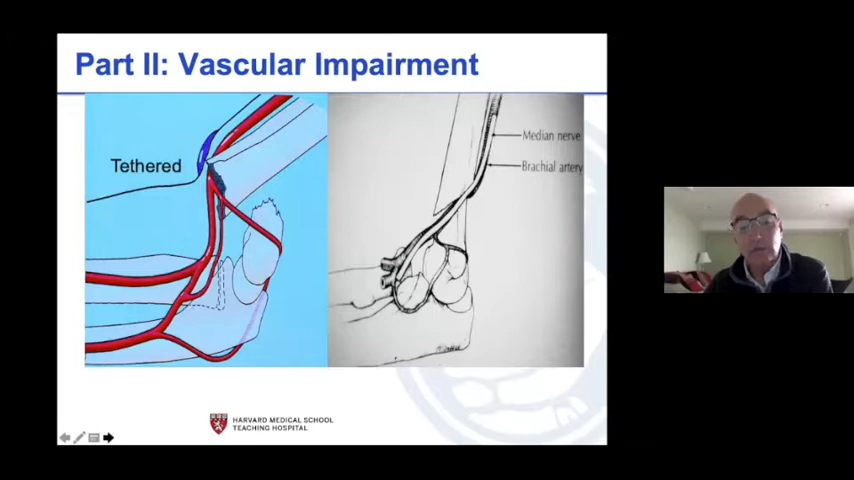 Part II: Vascular Impairment
Tethered
Median nerve
Brachial artery
HARVARD MEDICAL SCHOOL
TEACHING HOSPITAL